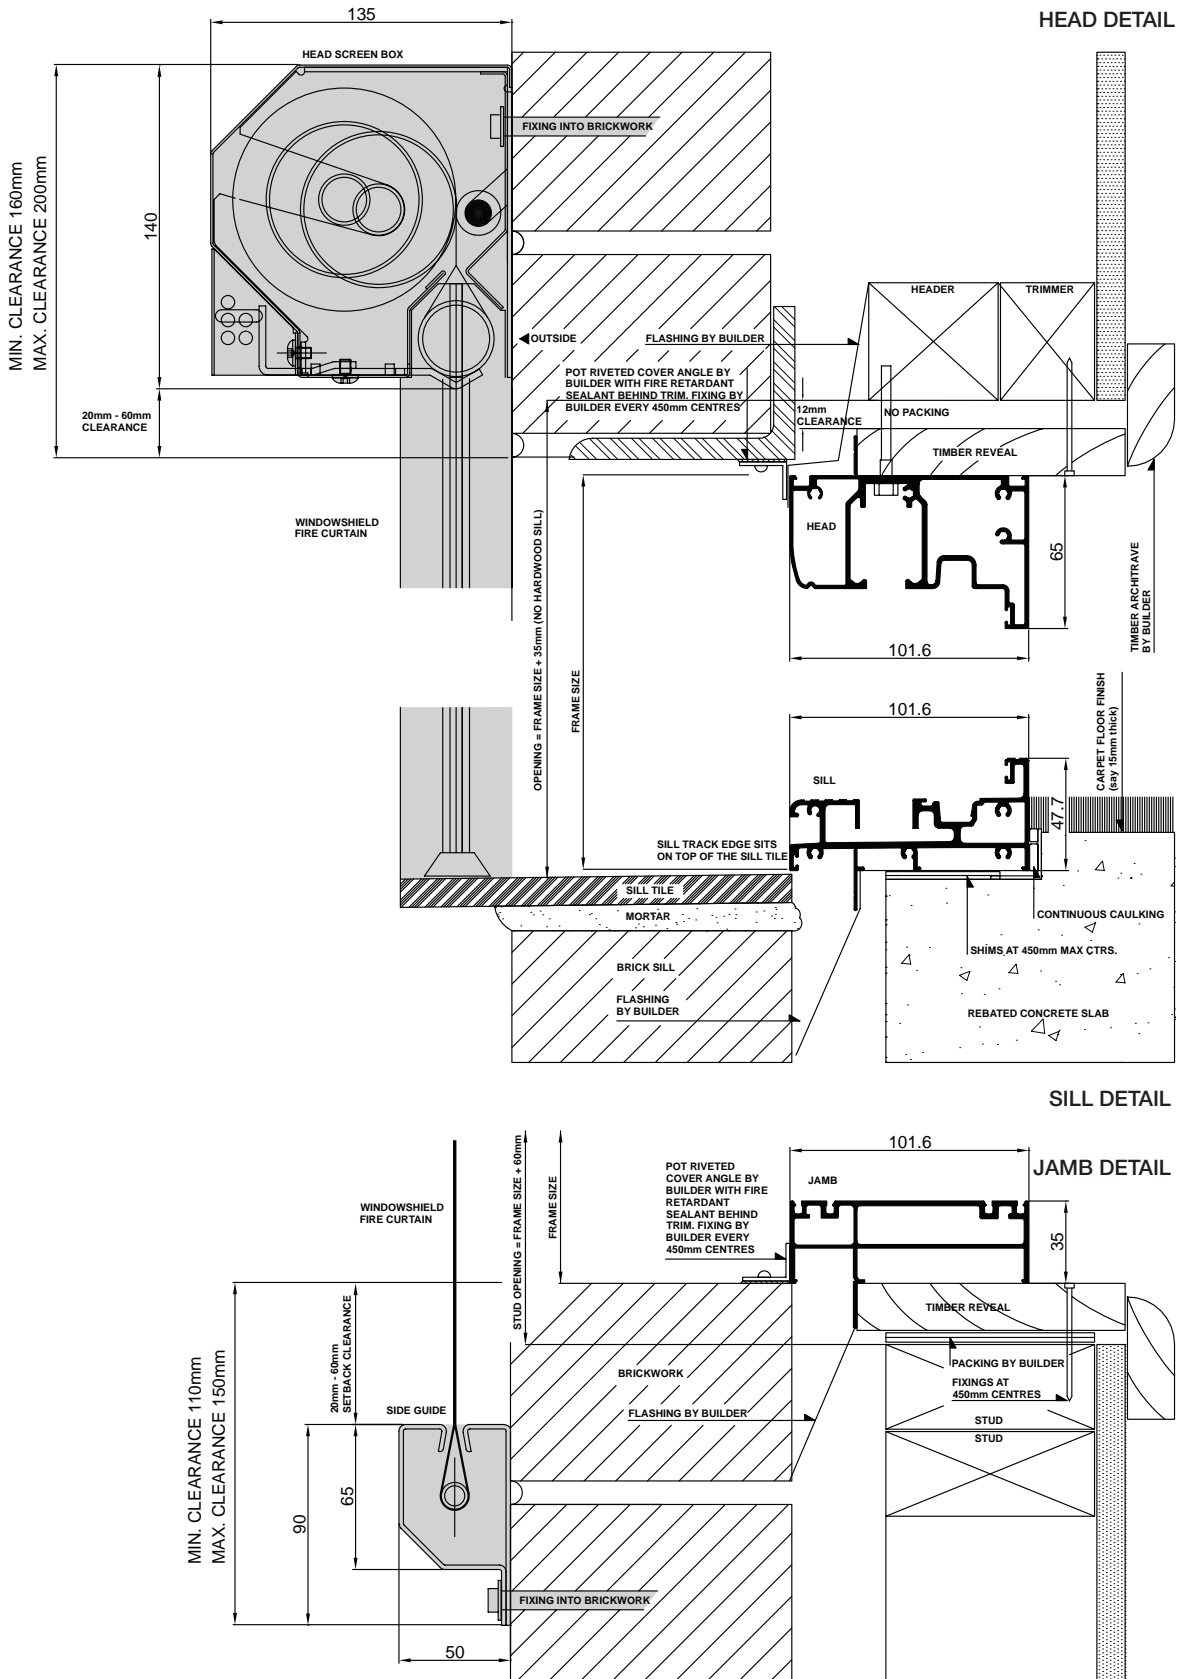 HEAD DETAIL
135
HEAD SCREEN BOX
MIN. CLEARANCE 160mm
MAX. CLEARANCE 200mm
140
FIXING INTO BRICKWORK
HEADER
TRIMMER
OUTSIDE
FLASHING BY BUILDER
POT RIVETED COVER ANGLE BY
BUILDER WITH FIRE RETARDANT
SEALANT BEHIND TRIM. FIXING BY
BUILDER EVERY 450mm CENTRES
20mm - 60mm
CLEARANCE
12mm
CLEARANCE
NO PACKING
TIMBER REVEAL
WINDOWSHIELD
FIRE CURTAIN
HEAD
65
101.6
TIMBER ARCHITRAVE
BY BUILDER
OPENING = FRAME SIZE + 35mm (NO HARDWOOD SILL)
FRAME SIZE
101.6
SILL
47.7
CARPET FLOOR FINISH
(say 15mm thick)
SILL TRACK EDGE SITS
ON TOP OF THE SILL TILE
SILL TILE
MORTAR
CONTINUOUS CAULKING
SHIMS AT 450mm MAX CTRS.
BRICK SILL
FLASHING
BY BUILDER
REBATED CONCRETE SLAB
SILL DETAIL
101.6
JAMB DETAIL
POT RIVETED
COVER ANGLE BY
BUILDER WITH FIRE
RETARDANT
SEALANT BEHIND
TRIM. FIXING BY
BUILDER EVERY
450mm CENTRES
JAMB
35
WINDOWSHIELD
FIRE CURTAIN
STUD OPENING = FRAME SIZE + 60mm
FRAME SIZE
TIMBER REVEAL
20mm - 60mm
SETBACK CLEARANCE
MIN. CLEARANCE 110mm
MAX. CLEARANCE 150mm
PACKING BY BUILDER
BRICKWORK
FIXINGS AT
450mm CENTRES
SIDE GUIDE
FLASHING BY BUILDER
STUD
STUD
65
90
FIXING INTO BRICKWORK
50